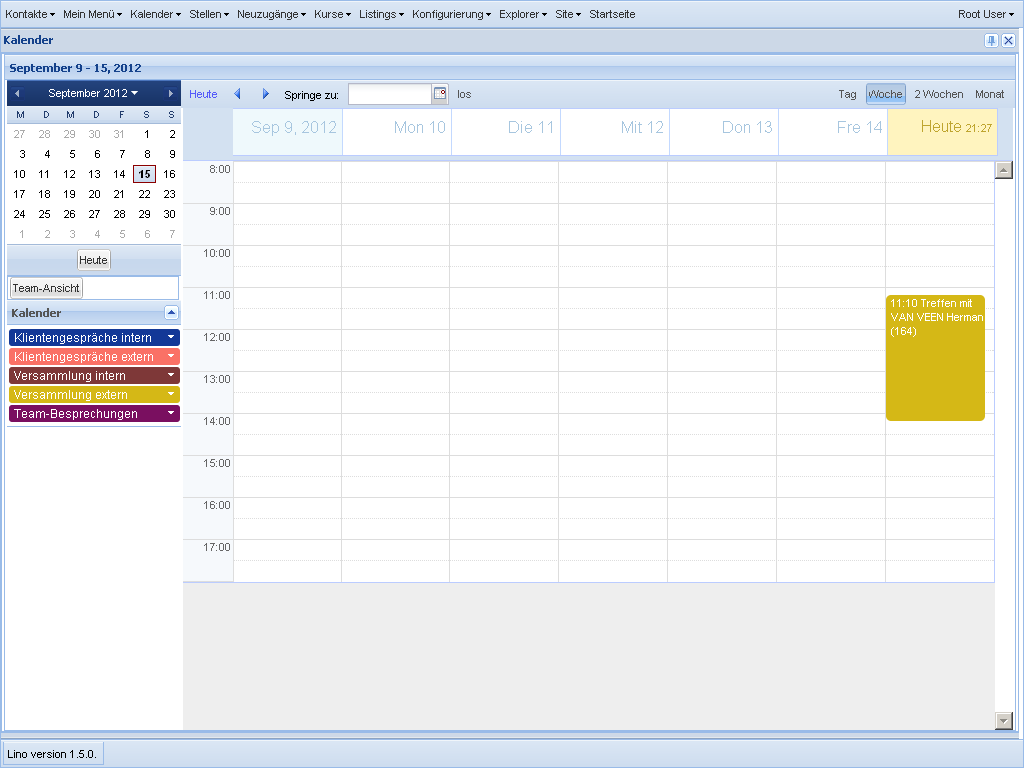 Kontakte Mein Menü Kalender Stellen Neuzugänge Kurse Listings Konfigurierung Explorer Site Startseite Root User
Kalender
September 9 - 15, 2012
September 2012
M D M D F S S
27 28 29 30 31 1 2
3 4 5 6 7 8 9
10 11 12 13 14 15 16
17 18 19 20 21 22 23
24 25 26 27 28 29 30
1 2 3 4 5 6 7
Heute
Team-Ansicht
Kalender
Klientengespräche intern
Klientengespräche extern
Versammlung intern
Versammlung extern
Team-Besprechungen
Heute Springe zu: los Tag Woche 2 Wochen Monat
Sep 9, 2012 Mon 10 Die 11 Mit 12 Don 13 Fre 14 Heute 21:27
8:00
9:00
10:00
11:00
12:00
13:00
14:00
15:00
16:00
17:00
11:10 Treffen mit
VAN VEEN Herman
(164)
Lino version 1.5.0.